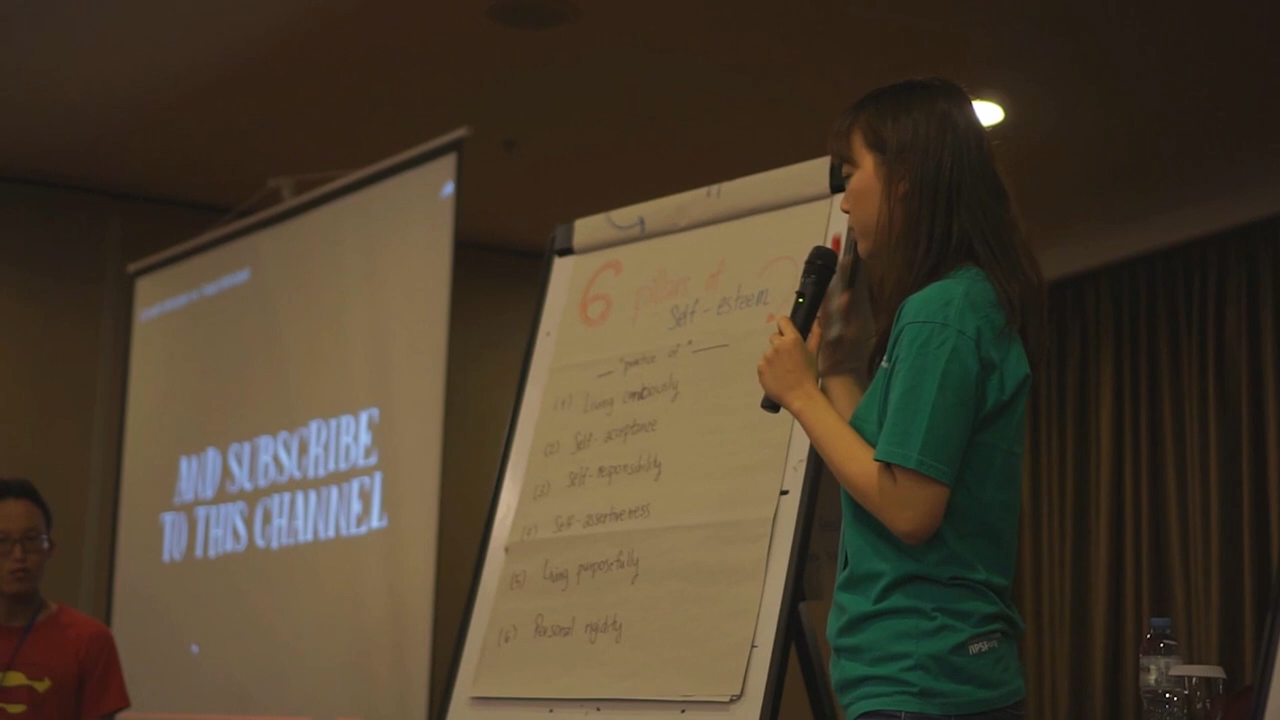 AND SUBSCRIBE
TO THIS CHANNEL
6 pillars of
Self-esteem
"practice of"
(1) Living consciously
(2) Self-acceptance
(3) Self-responsibility
(4) Self-assertiveness
(5) Living purposefully
(6) Personal rigidity